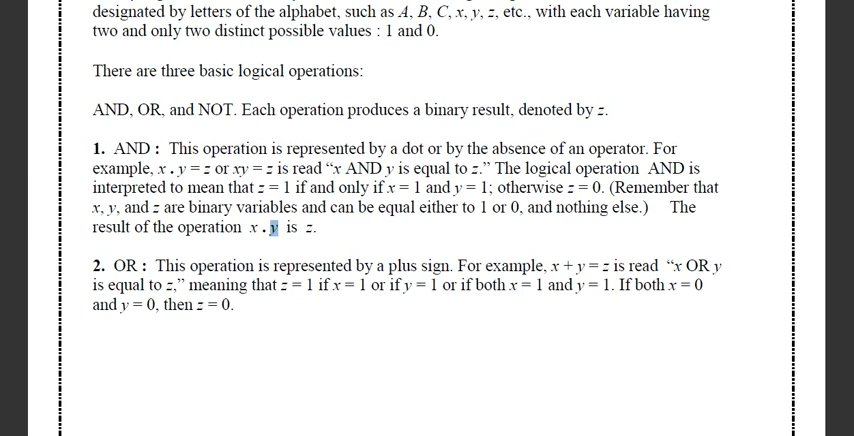 designated by letters of the alphabet, such as A, B, C, x, y, z, etc., with each variable having
two and only two distinct possible values : 1 and 0.
There are three basic logical operations:
AND, OR, and NOT. Each operation produces a binary result, denoted by z.
1. AND : This operation is represented by a dot or by the absence of an operator. For
example, x . y = z or xy = z is read “x AND y is equal to z.” The logical operation AND is
interpreted to mean that z = 1 if and only if x = 1 and y = 1; otherwise z = 0. (Remember that
x, y, and z are binary variables and can be equal either to 1 or 0, and nothing else.) The
result of the operation x . y is z.
2. OR : This operation is represented by a plus sign. For example, x + y = z is read “x OR y
is equal to z,” meaning that z = 1 if x = 1 or if y = 1 or if both x = 1 and y = 1. If both x = 0
and y = 0, then z = 0.